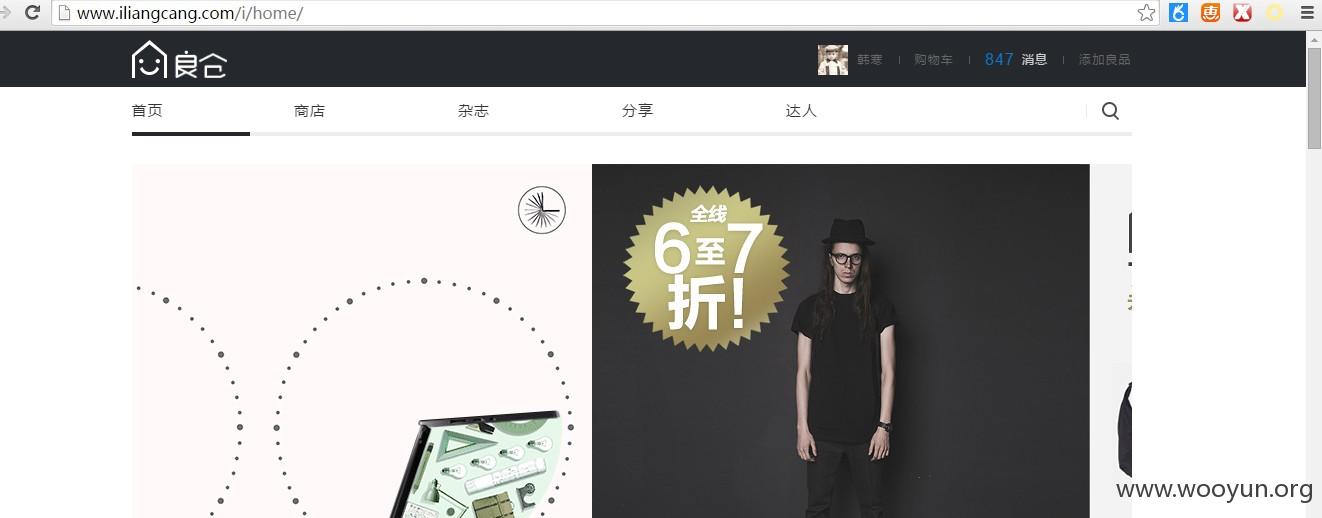 www.iliangcang.com/i/home/
良仓
韩寒 购物车 847 消息 添加良品
首页 商店 杂志 分享 达人
全线
6至7
折!
www.wooyun.org